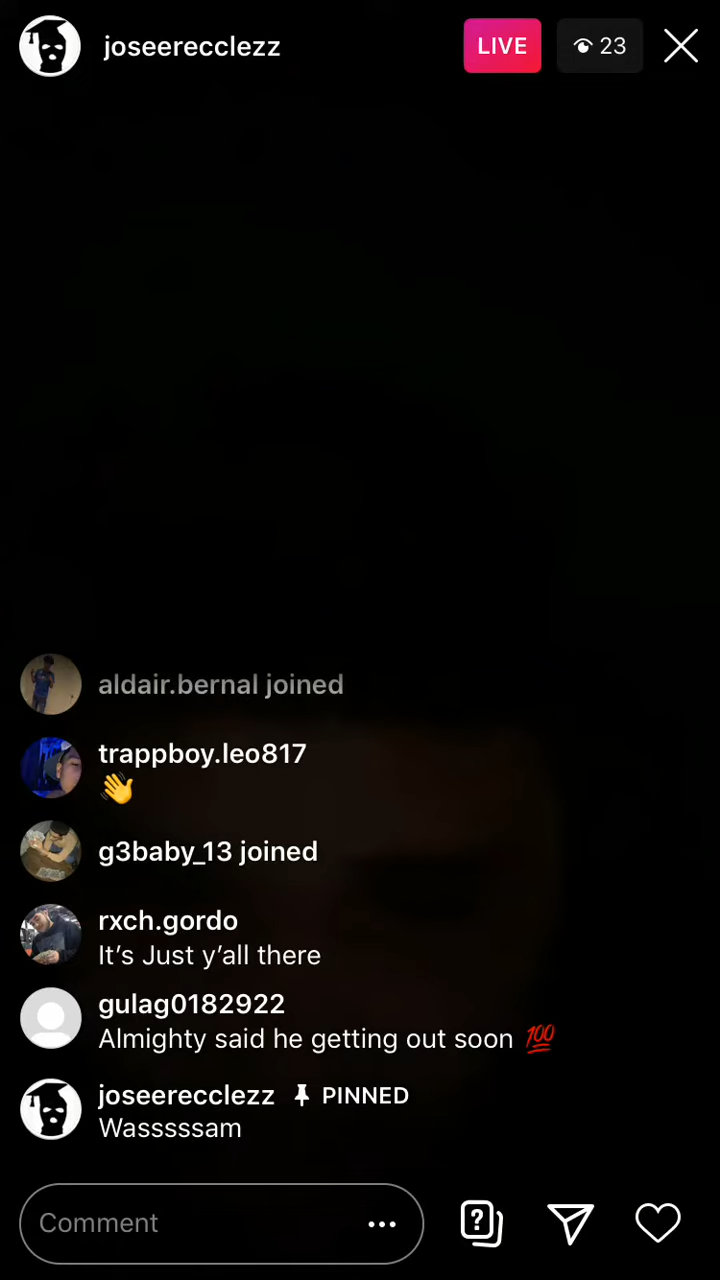 joseerecclezz
LIVE
23
aldair.bernal joined
trappboy.leo817
👋
g3baby_13 joined
rxch.gordo
It’s Just y’all there
gulag0182922
Almighty said he getting out soon 💯
joseerecclezz PINNED
Wasssssam
Comment